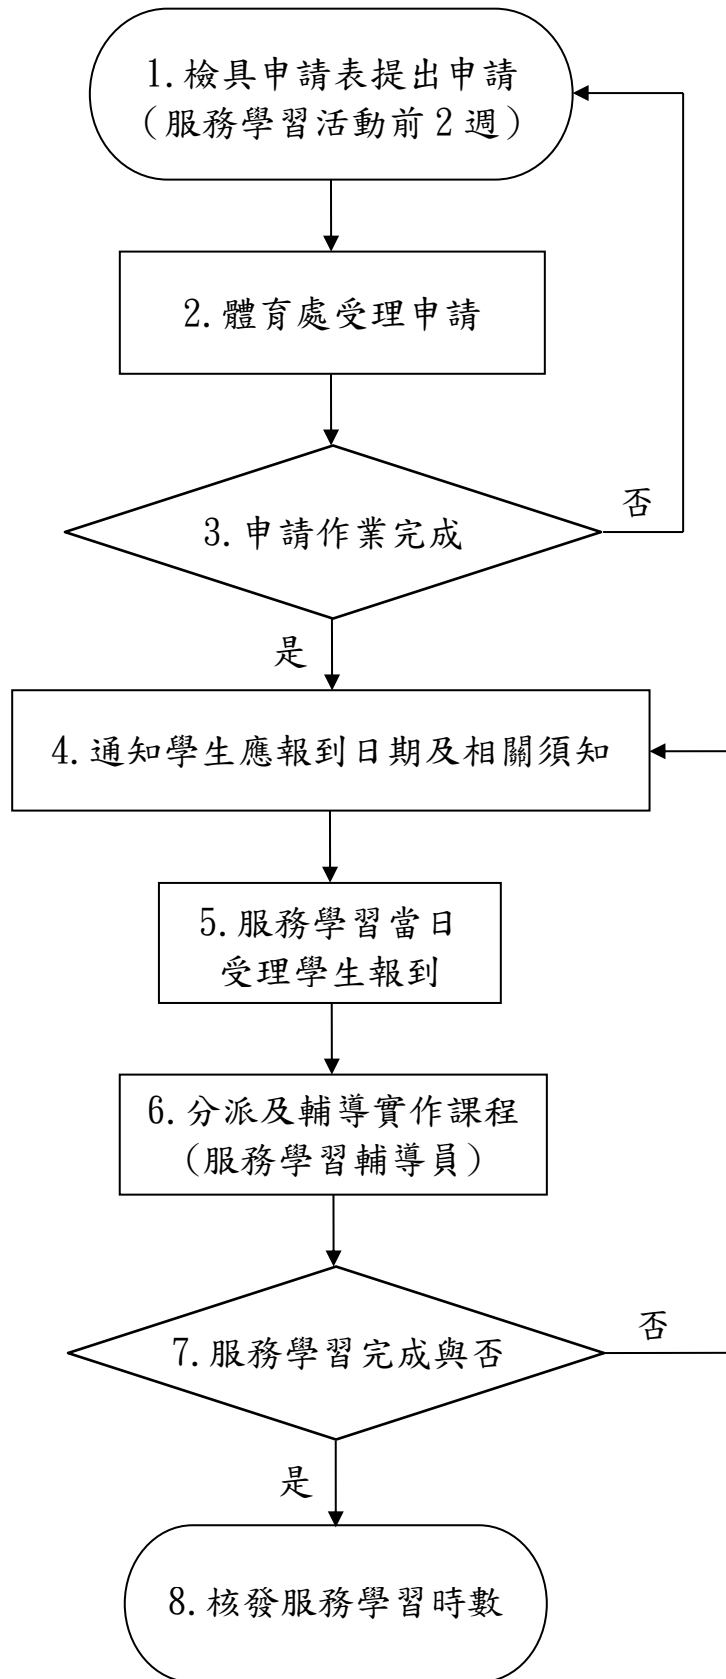 1.檢具申請表提出申請
（服務學習活動前2週）
2.體育處受理申請
3.申請作業完成
否
是
4.通知學生應報到日期及相關須知
5.服務學習當日
受理學生報到
6.分派及輔導實作課程
(服務學習輔導員)
7.服務學習完成與否
否
是
8.核發服務學習時數